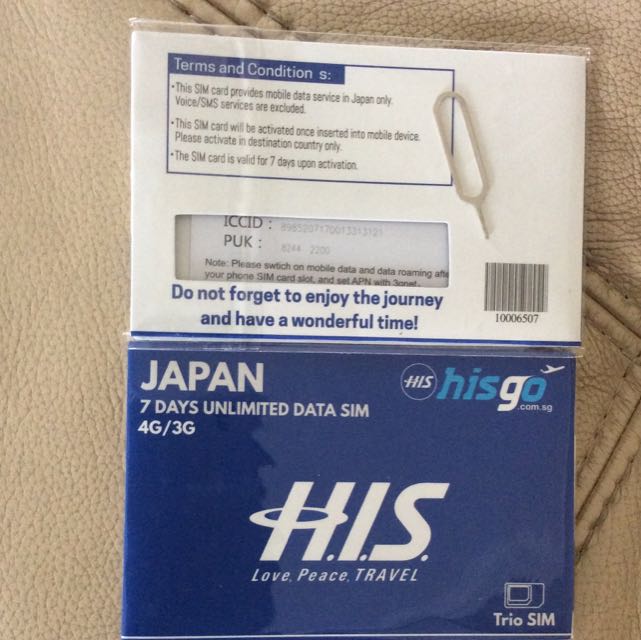 Terms and Condition s:
•This SIM card provides mobile data service in Japan only.
Voice/SMS services are excluded.
•This SIM card will be activated once inserted into mobile device.
Please activate in destination country only.
•The SIM card is valid for 7 days upon activation.
ICCID : 8985207170013313121
PUK : 8244 2200
Note: Please swtich on mobile data and data roaming afte
your phone SIM card slot, and set APN with 3gnet.
Do not forget to enjoy the journey
and have a wonderful time!
10006507
JAPAN
7 DAYS UNLIMITED DATA SIM
4G/3G
HIS hisgo
.com.sg
H.I.S.
Love, Peace, TRAVEL
Trio SIM